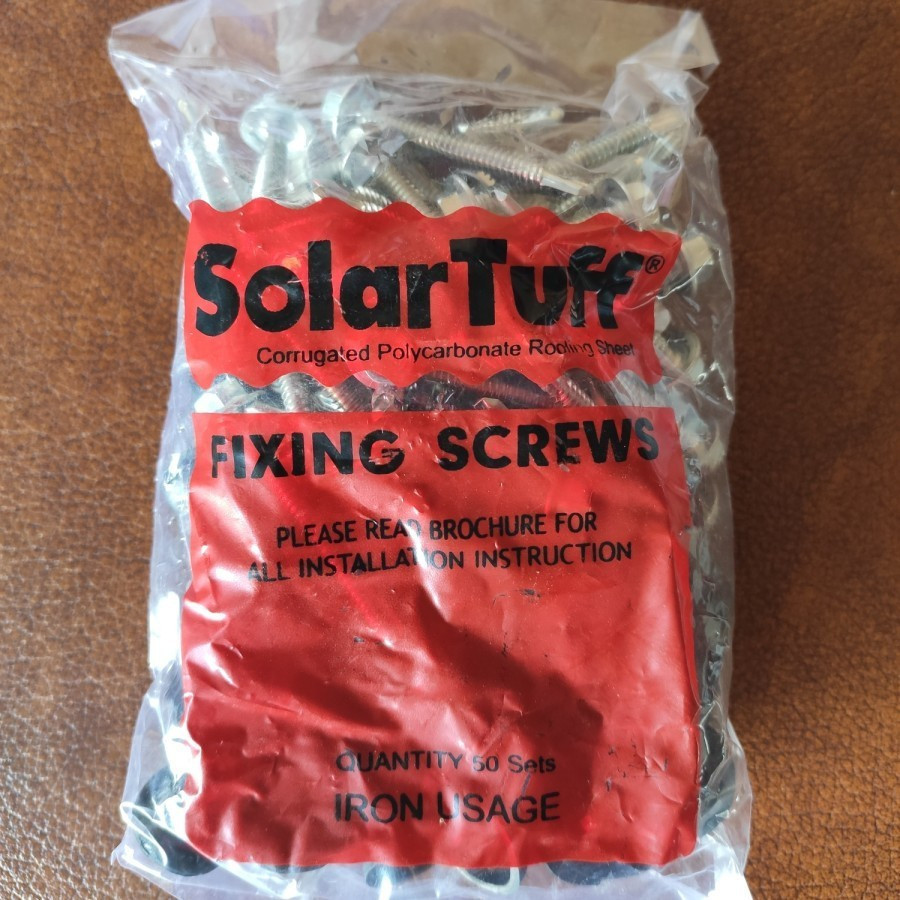 SolarTuff®
Corrugated Polycarbonate Roofing Sheet
FIXING SCREWS
PLEASE READ BROCHURE FOR
ALL INSTALLATION INSTRUCTION
QUANTITY 50 Sets
IRON USAGE